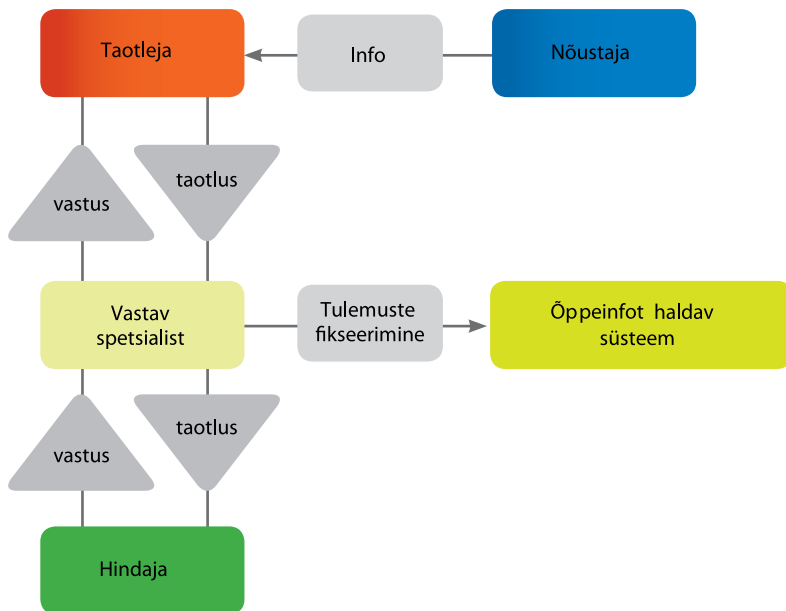 Taotleja
Info
Nõustaja
vastus
taotlus
Vastav
spetsialist
Tulemuste
fikseerimine
Õppeinfot haldav
süsteem
vastus
taotlus
Hindaja